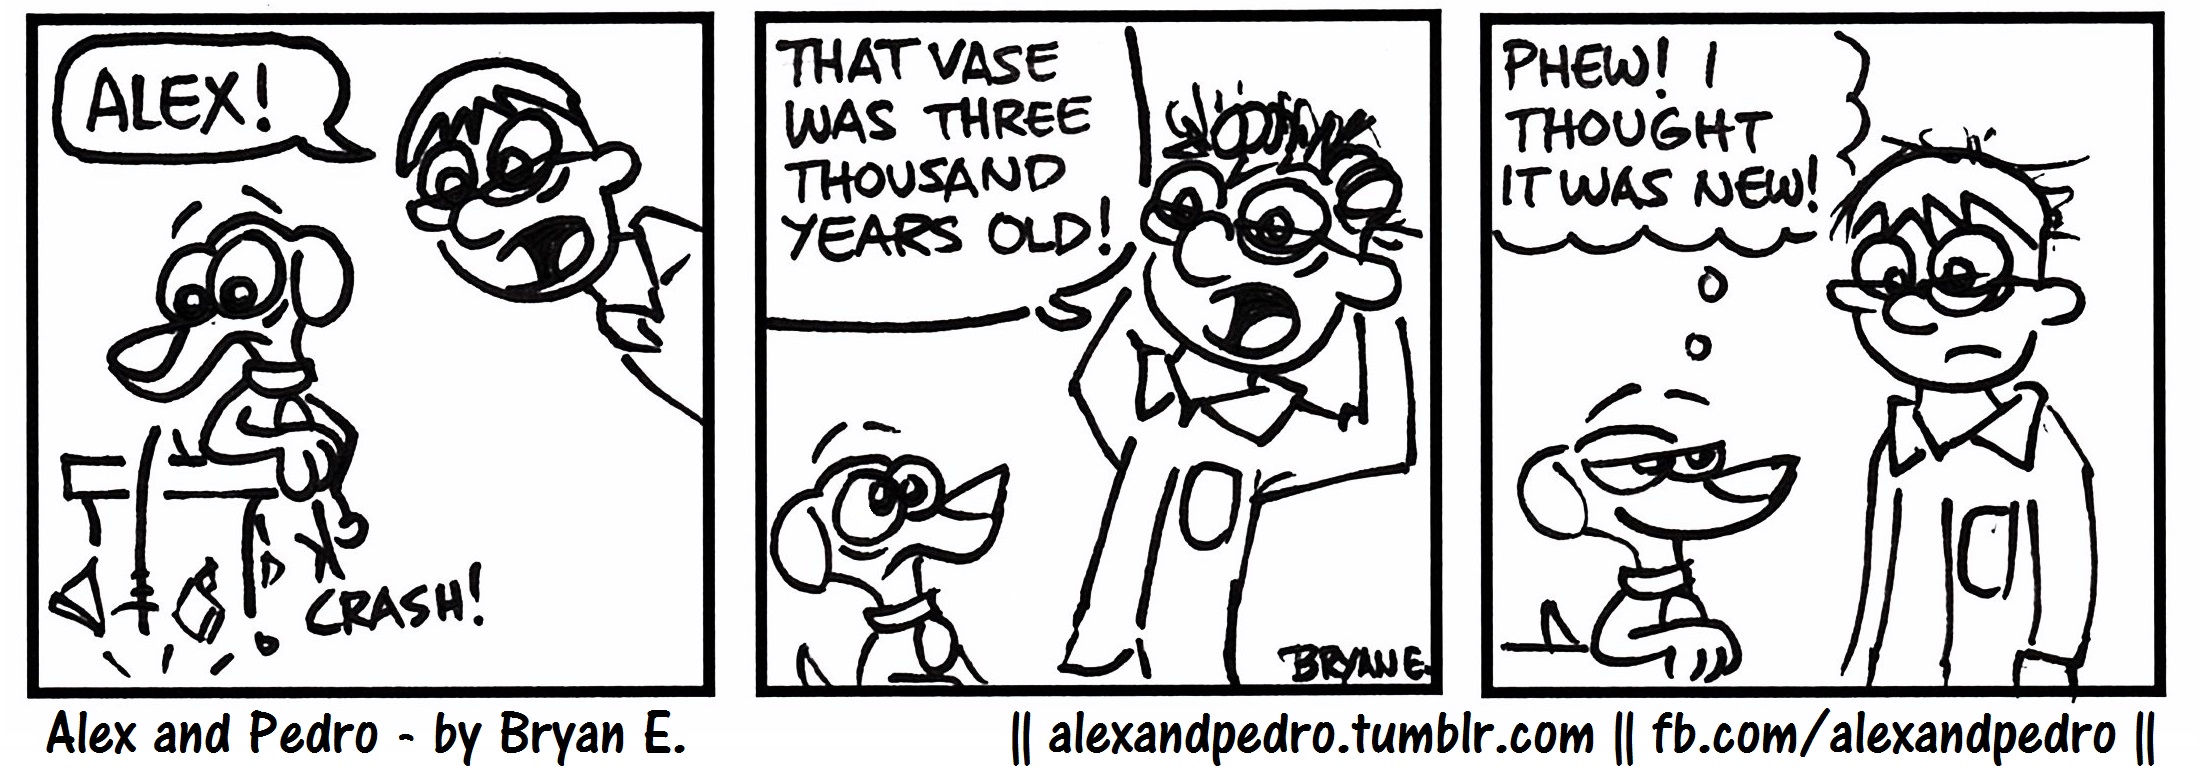 ALEX!
CRASH!
THAT VASE
WAS THREE
THOUSAND
YEARS OLD!
BRYAN E.
PHEW! I
THOUGHT
IT WAS NEW!
Alex and Pedro - by Bryan E. || alexandpedro.tumblr.com || fb.com/alexandpedro ||